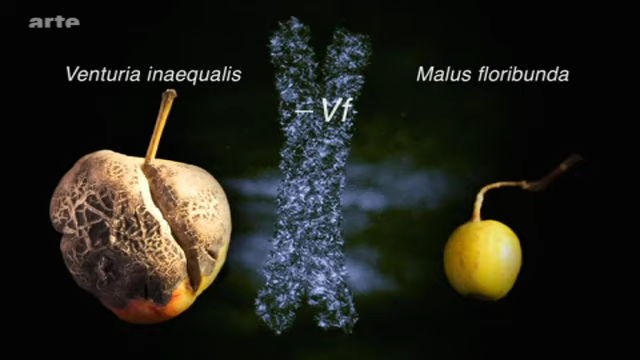 arte
Venturia inaequalis
Malus floribunda
– Vf